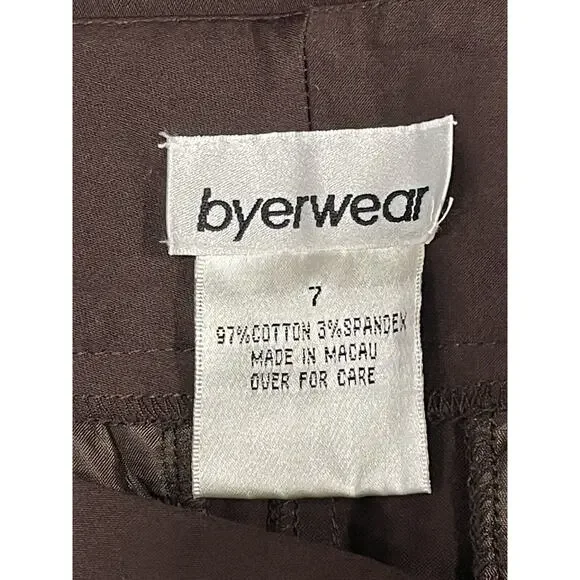 byerwear
7
97%COTTON 3%SPANDEX
MADE IN MACAU
OVER FOR CARE